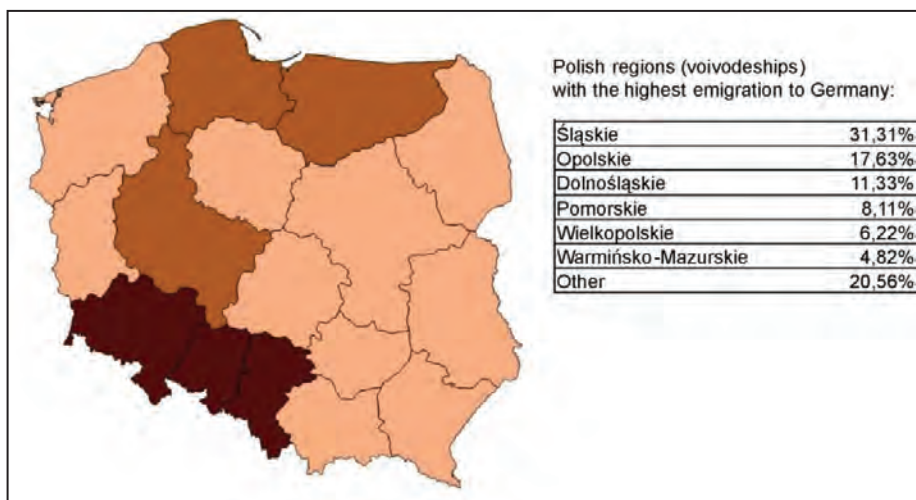 Polish regions (voivodeships)
with the highest emigration to Germany:
Śląskie 31,31%
Opolskie 17,63%
Dolnośląskie 11,33%
Pomorskie 8,11%
Wielkopolskie 6,22%
Warmińsko-Mazurskie 4,82%
Other 20,56%